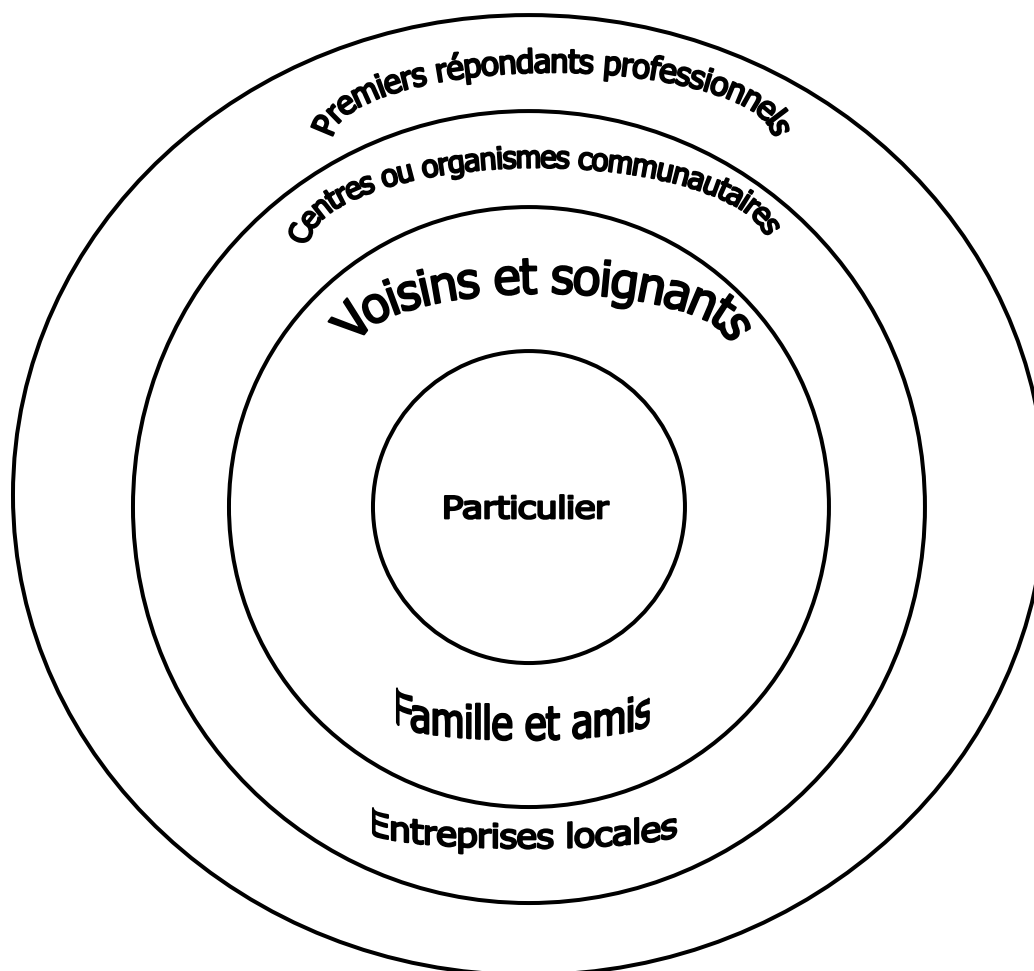 Premiers répondants professionnels
Centres ou organismes communautaires
Voisins et soignants
Particulier
Famille et amis
Entreprises locales